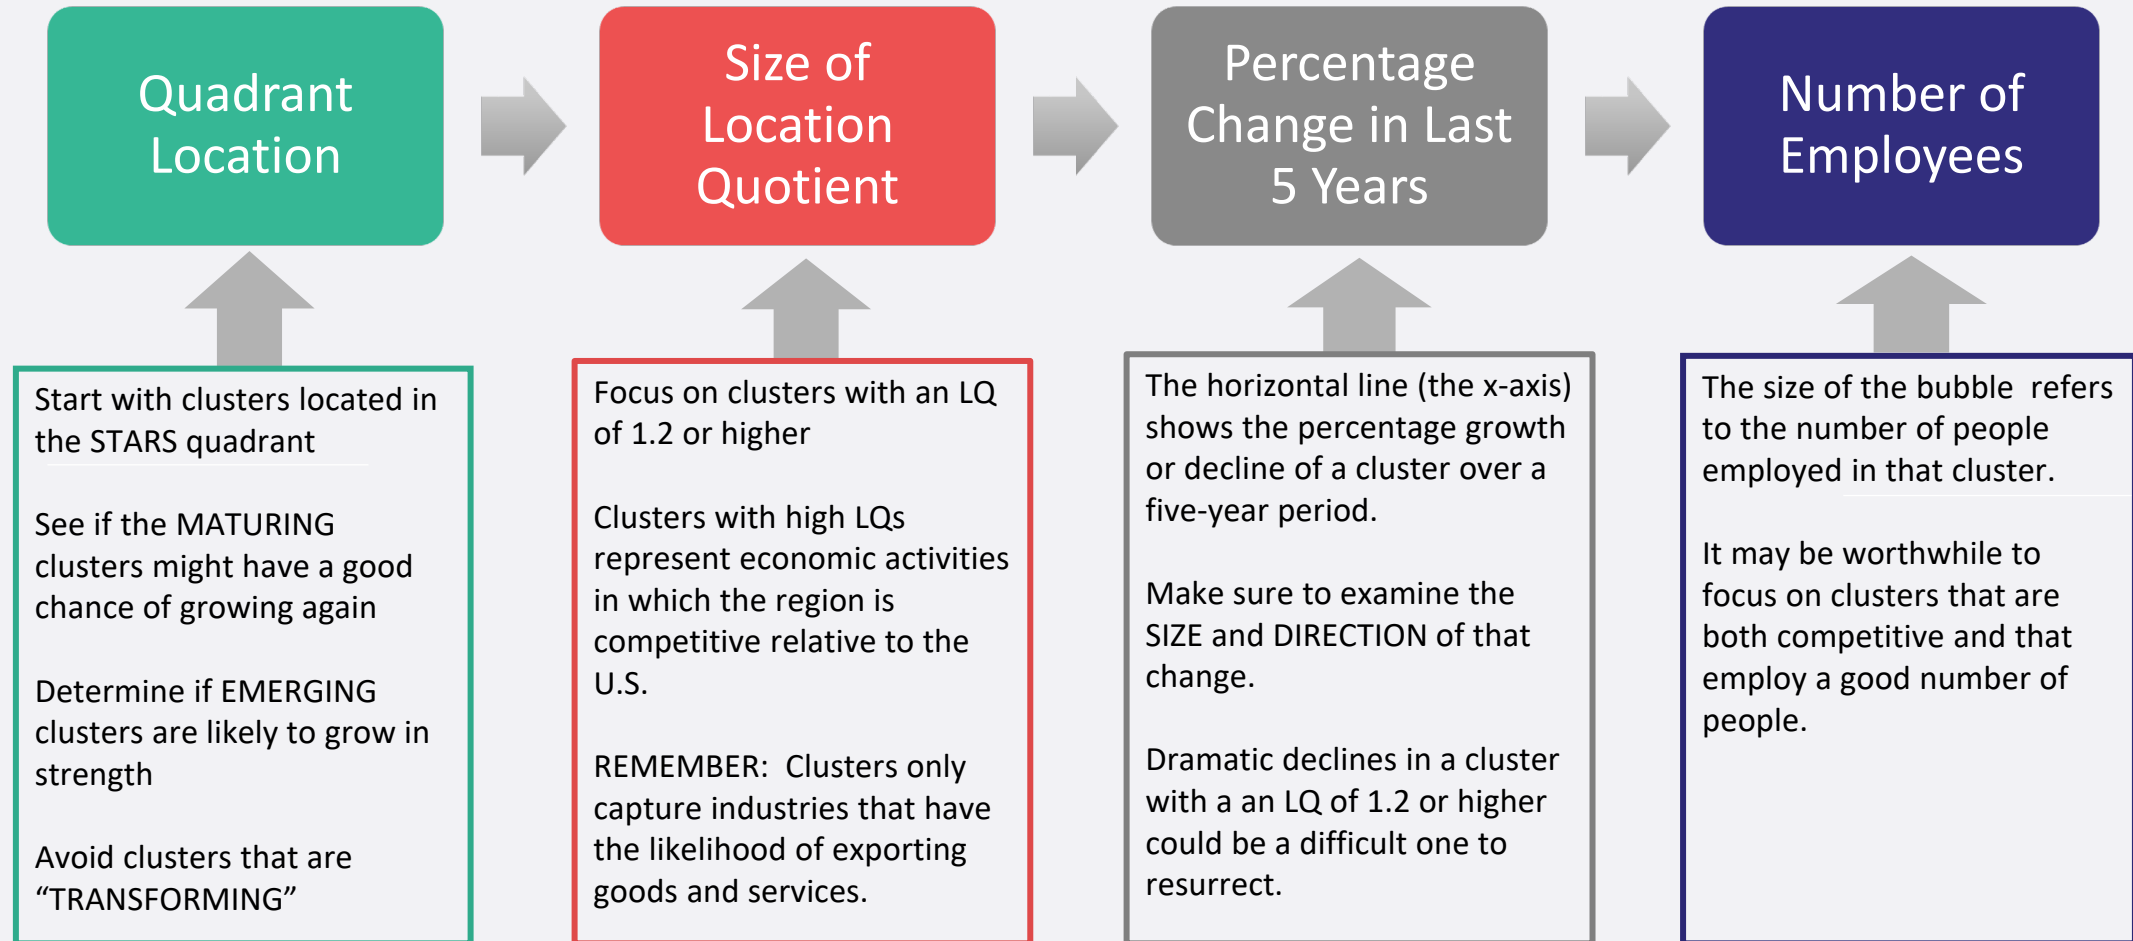 Quadrant
Location
Size of
Location
Quotient
Percentage
Change in Last
5 Years
Number of
Employees
Start with clusters located in
the STARS quadrant
See if the MATURING
clusters might have a good
chance of growing again
Determine if EMERGING
clusters are likely to grow in
strength
Avoid clusters that are
“TRANSFORMING”
Focus on clusters with an LQ
of 1.2 or higher
Clusters with high LQs
represent economic activities
in which the region is
competitive relative to the
U.S.
REMEMBER:  Clusters only
capture industries that have
the likelihood of exporting
goods and services.
The horizontal line (the x-axis)
shows the percentage growth
or decline of a cluster over a
five-year period.
Make sure to examine the
SIZE and DIRECTION of that
change.
Dramatic declines in a cluster
with a an LQ of 1.2 or higher
could be a difficult one to
resurrect.
The size of the bubble  refers
to the number of people
employed in that cluster.
It may be worthwhile to
focus on clusters that are
both competitive and that
employ a good number of
people.